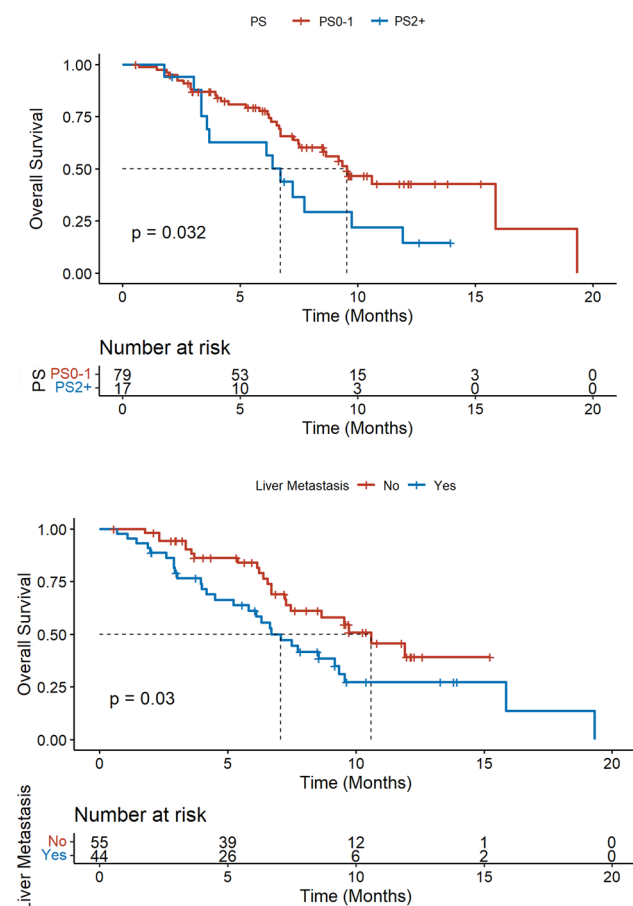 PS PS0-1 PS2+
1.00
0.75
0.50
0.25
0.00
Overall Survival
p = 0.032
0 5 10 15 20
Time (Months)
Number at risk
PS
PS0-1 79 53 15 3 0
PS2+ 17 10 3 0 0
0 5 10 15 20
Time (Months)
Liver Metastasis No Yes
1.00
0.75
0.50
0.25
0.00
Overall Survival
p = 0.03
0 5 10 15 20
Time (Months)
Number at risk
Liver Metastasis
No 55 39 12 1 0
Yes 44 26 6 2 0
0 5 10 15 20
Time (Months)